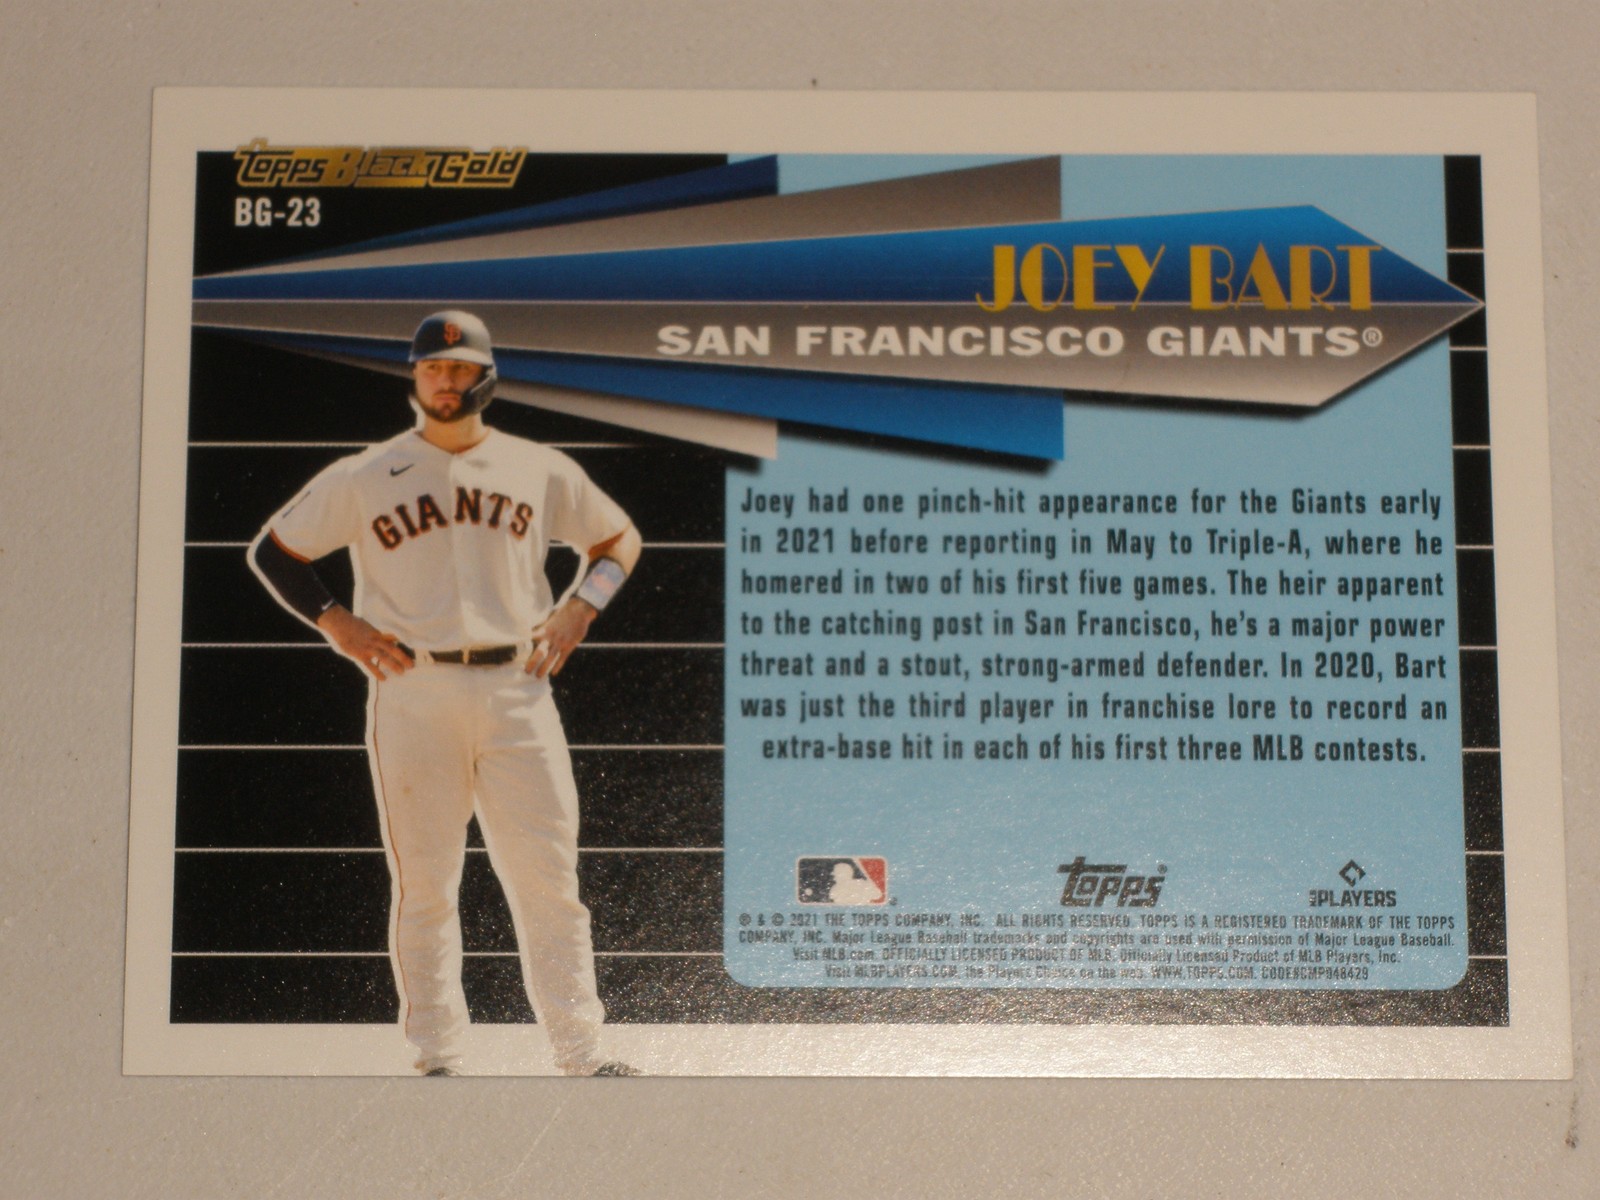 Topps Black Gold
BG-23
JOEY BART
SAN FRANCISCO GIANTS®
SF
GIANTS
Joey had one pinch-hit appearance for the Giants early
in 2021 before reporting in May to Triple-A, where he
homered in two of his first five games. The heir apparent
to the catching post in San Francisco, he's a major power
threat and a stout, strong-armed defender. In 2020, Bart
was just the third player in franchise lore to record an
extra-base hit in each of his first three MLB contests.
Topps®
PLAYERS
® & © 2021 THE TOPPS COMPANY, INC. ALL RIGHTS RESERVED. TOPPS IS A REGISTERED TRADEMARK OF THE TOPPS
COMPANY, INC. Major League Baseball trademarks and copyrights are used with permission of Major League Baseball.
Visit MLB.com. OFFICIALLY LICENSED PRODUCT OF MLB. Officially Licensed Product of MLB Players, Inc.
Visit MLBPLAYERS.COM, the Players Choice on the web. WWW.TOPPS.COM. CODE#CMP048429